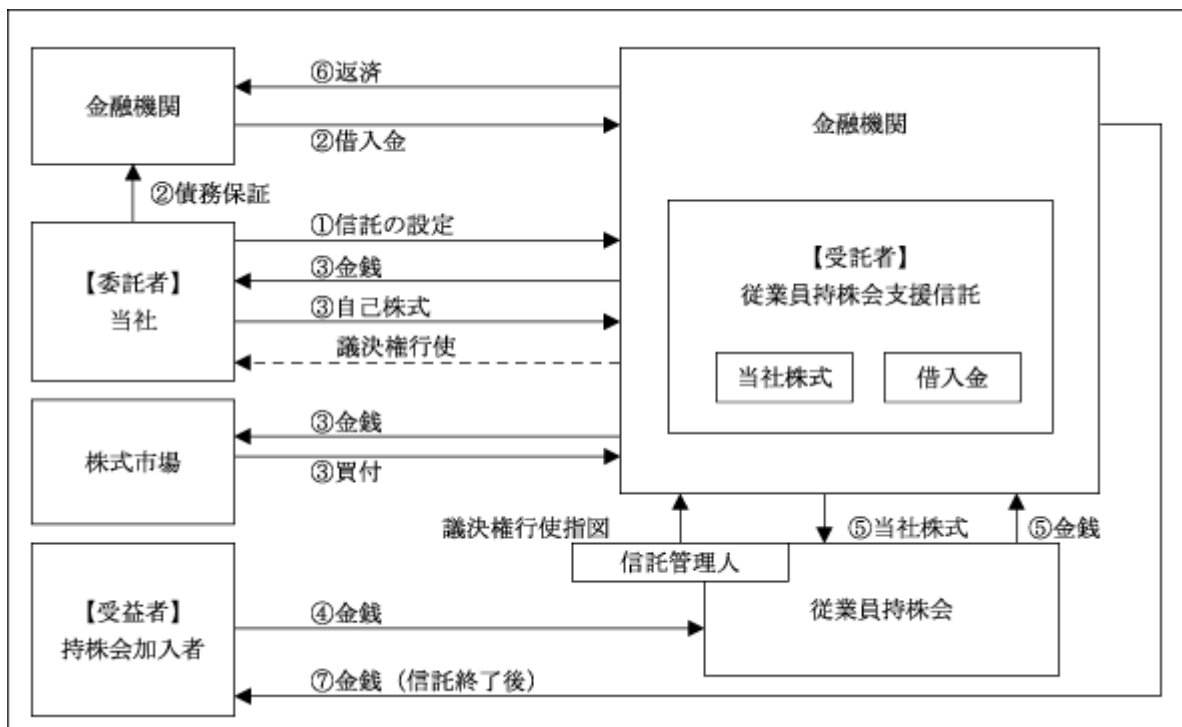 金融機関
⑥返済
②借入金
②債務保証
【委託者】
当社
①信託の設定
③金銭
③自己株式
議決権行使
株式市場
③金銭
③買付
金融機関
【受託者】
従業員持株会支援信託
当社株式
借入金
議決権行使指図
⑤当社株式
⑤金銭
信託管理人
従業員持株会
【受益者】
持株会加入者
④金銭
⑦金銭（信託終了後）